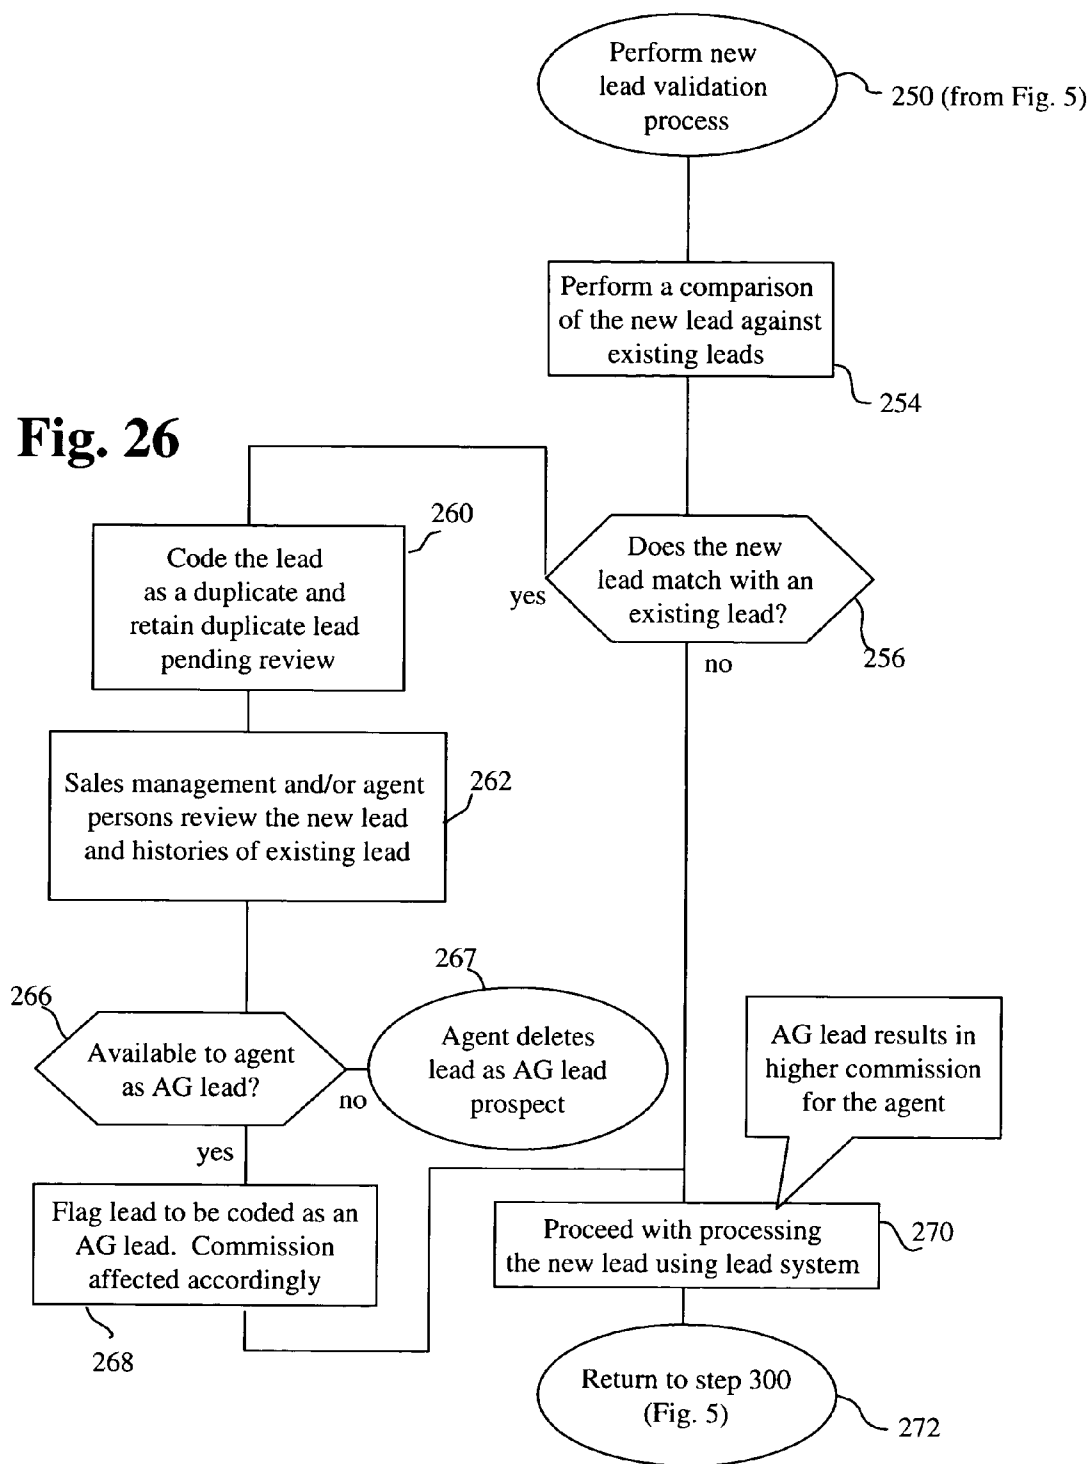 Perform new
lead validation
process
250 (from Fig. 5)
Perform a comparison
of the new lead against
existing leads
254
Fig. 26
260
Code the lead
as a duplicate and
retain duplicate lead
pending review
Does the new
lead match with an
existing lead?
yes
256
no
Sales management and/or agent
persons review the new lead
and histories of existing lead
262
267
266
Available to agent
as AG lead?
no
Agent deletes
lead as AG lead
prospect
AG lead results in
higher commission
for the agent
yes
Flag lead to be coded as an
AG lead.  Commission
affected accordingly
268
Proceed with processing
the new lead using lead system
270
Return to step 300
(Fig. 5)
272